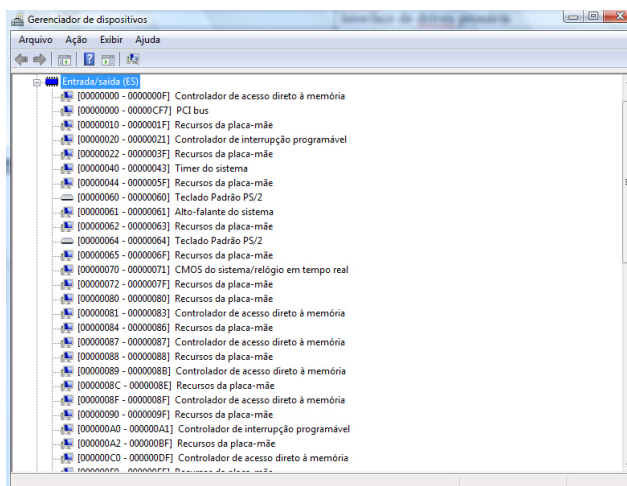 Gerenciador de dispositivos
Arquivo Ação Exibir Ajuda
Entrada/saída (ES)
[00000000 - 0000000F] Controlador de acesso direto à memória
[00000000 - 00000CF7] PCI bus
[00000010 - 0000001F] Recursos da placa-mãe
[00000020 - 00000021] Controlador de interrupção programável
[00000022 - 0000003F] Recursos da placa-mãe
[00000040 - 00000043] Timer do sistema
[00000044 - 0000005F] Recursos da placa-mãe
[00000060 - 00000060] Teclado Padrão PS/2
[00000061 - 00000061] Alto-falante do sistema
[00000062 - 00000063] Recursos da placa-mãe
[00000064 - 00000064] Teclado Padrão PS/2
[00000065 - 0000006F] Recursos da placa-mãe
[00000070 - 00000071] CMOS do sistema/relógio em tempo real
[00000072 - 0000007F] Recursos da placa-mãe
[00000080 - 00000080] Recursos da placa-mãe
[00000081 - 00000083] Controlador de acesso direto à memória
[00000084 - 00000086] Recursos da placa-mãe
[00000087 - 00000087] Controlador de acesso direto à memória
[00000088 - 00000088] Recursos da placa-mãe
[00000089 - 0000008B] Controlador de acesso direto à memória
[0000008C - 0000008E] Recursos da placa-mãe
[0000008F - 0000008F] Controlador de acesso direto à memória
[00000090 - 0000009F] Recursos da placa-mãe
[000000A0 - 000000A1] Controlador de interrupção programável
[000000A2 - 000000BF] Recursos da placa-mãe
[000000C0 - 000000DF] Controlador de acesso direto à memória